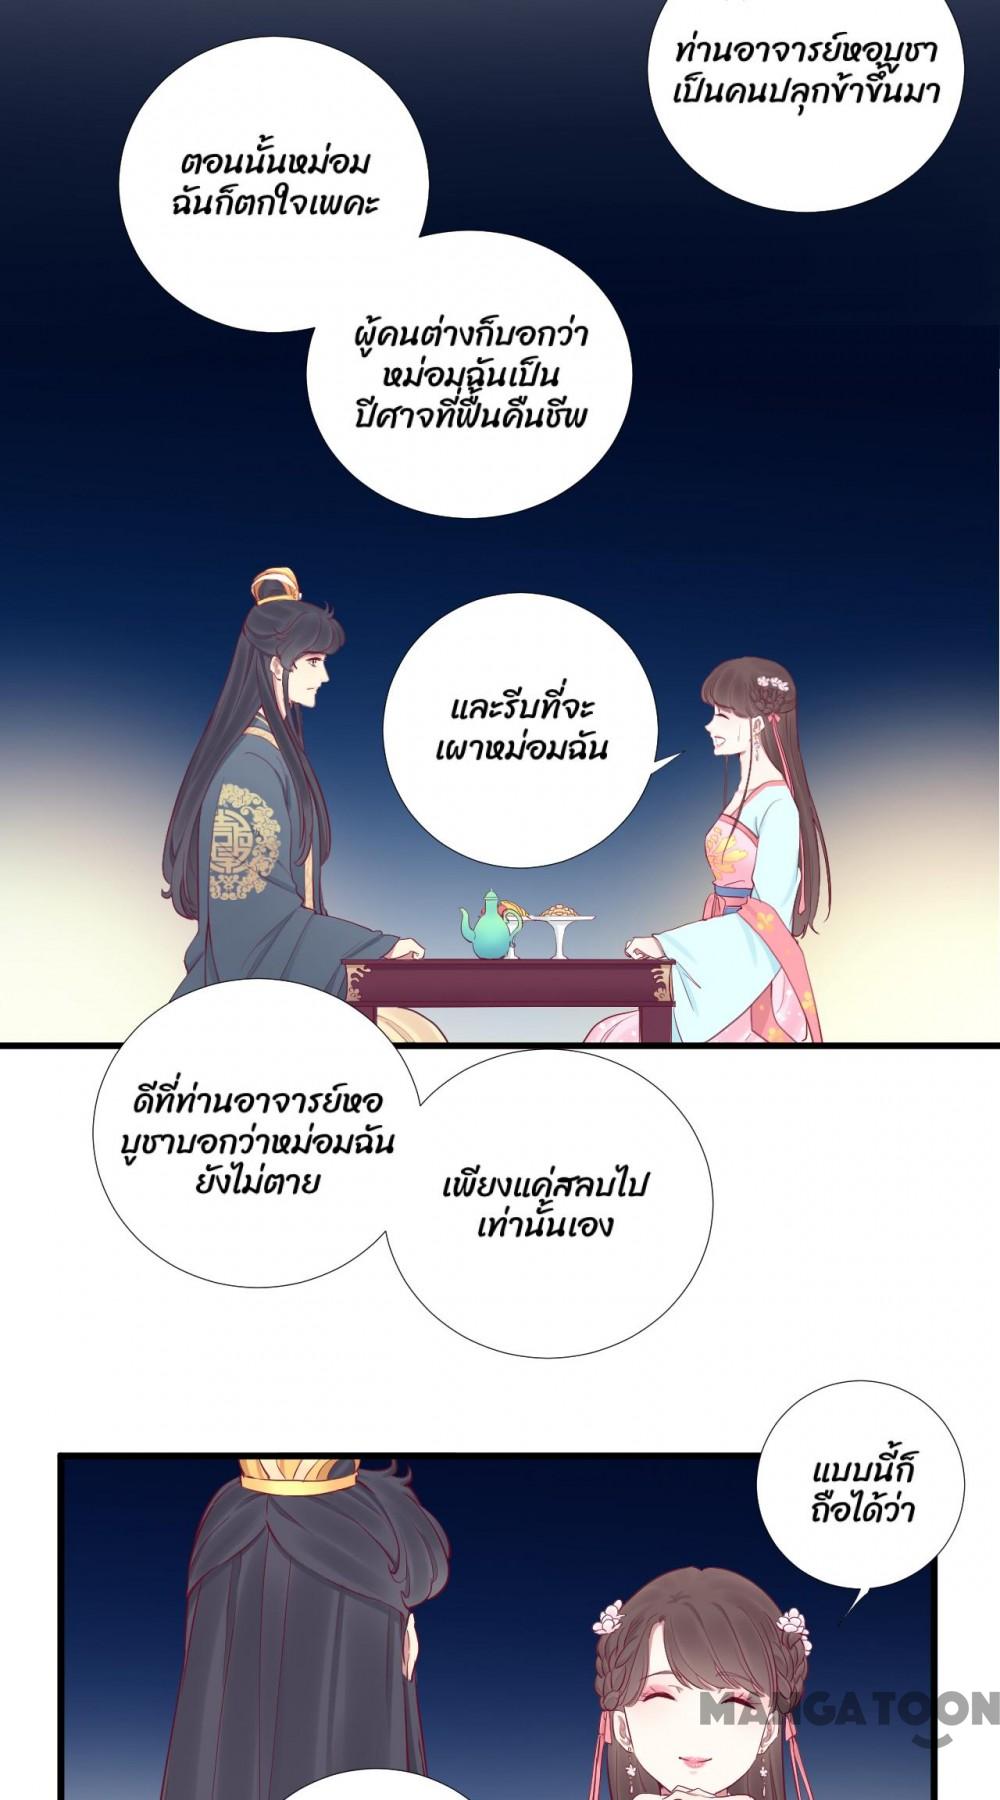 ท่านอาจารย์หอบูชา
เป็นคนปลุกข้าขึ้นมา
ตอนนั้นหม่อม
ฉันก็ตกใจเพคะ
ผู้คนต่างก็บอกว่า
หม่อมฉันเป็น
ปีศาจที่ฟื้นคืนชีพ
และรีบที่จะ
เผาหม่อมฉัน
ดีที่ท่านอาจารย์หอ
บูชาบอกว่าหม่อมฉัน
ยังไม่ตาย
เพียงแค่สลบไป
เท่านั้นเอง
แบบนี้ก็
ถือได้ว่า
MANGATOON